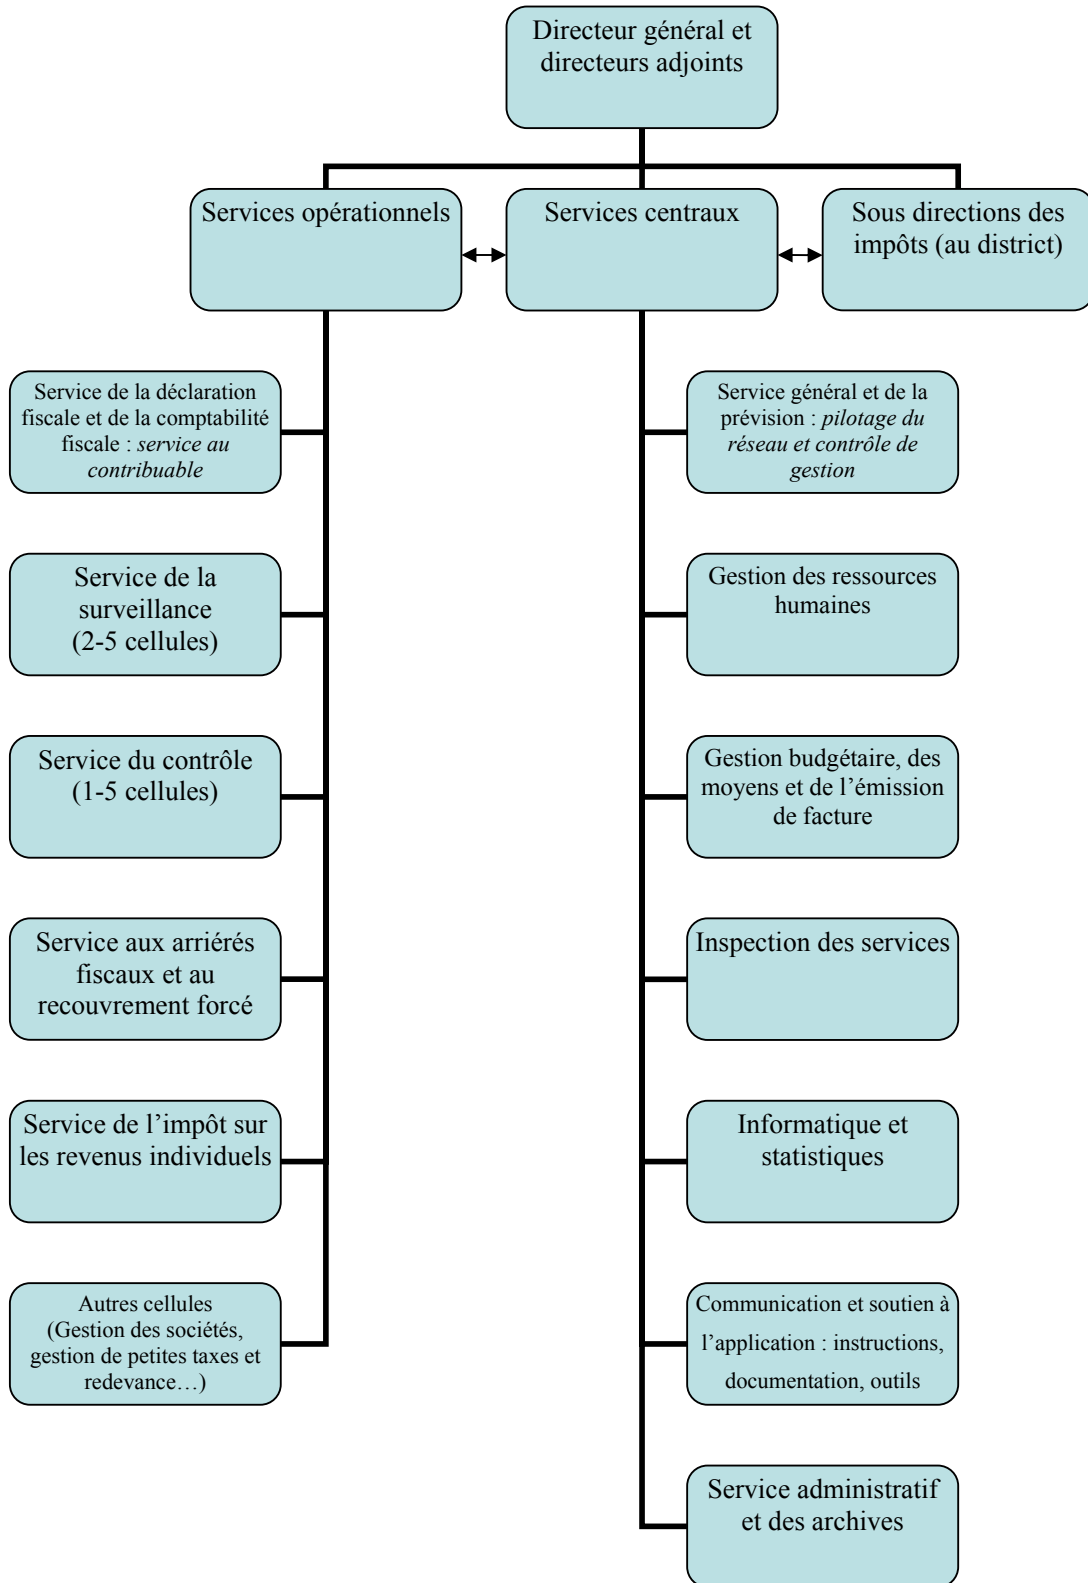 Directeur général et
directeurs adjoints
Services opérationnels
Services centraux
Sous directions des
impôts (au district)
Service de la déclaration
fiscale et de la comptabilité
fiscale : service au
contribuable
Service général et de la
prévision : pilotage du
réseau et contrôle de
gestion
Service de la
surveillance
(2-5 cellules)
Gestion des ressources
humaines
Service du contrôle
(1-5 cellules)
Gestion budgétaire, des
moyens et de l’émission
de facture
Service aux arriérés
fiscaux et au
recouvrement forcé
Inspection des services
Service de l’impôt sur
les revenus individuels
Informatique et
statistiques
Autres cellules
(Gestion des sociétés,
gestion de petites taxes et
redevance…)
Communication et soutien à
l’application : instructions,
documentation, outils
Service administratif
et des archives